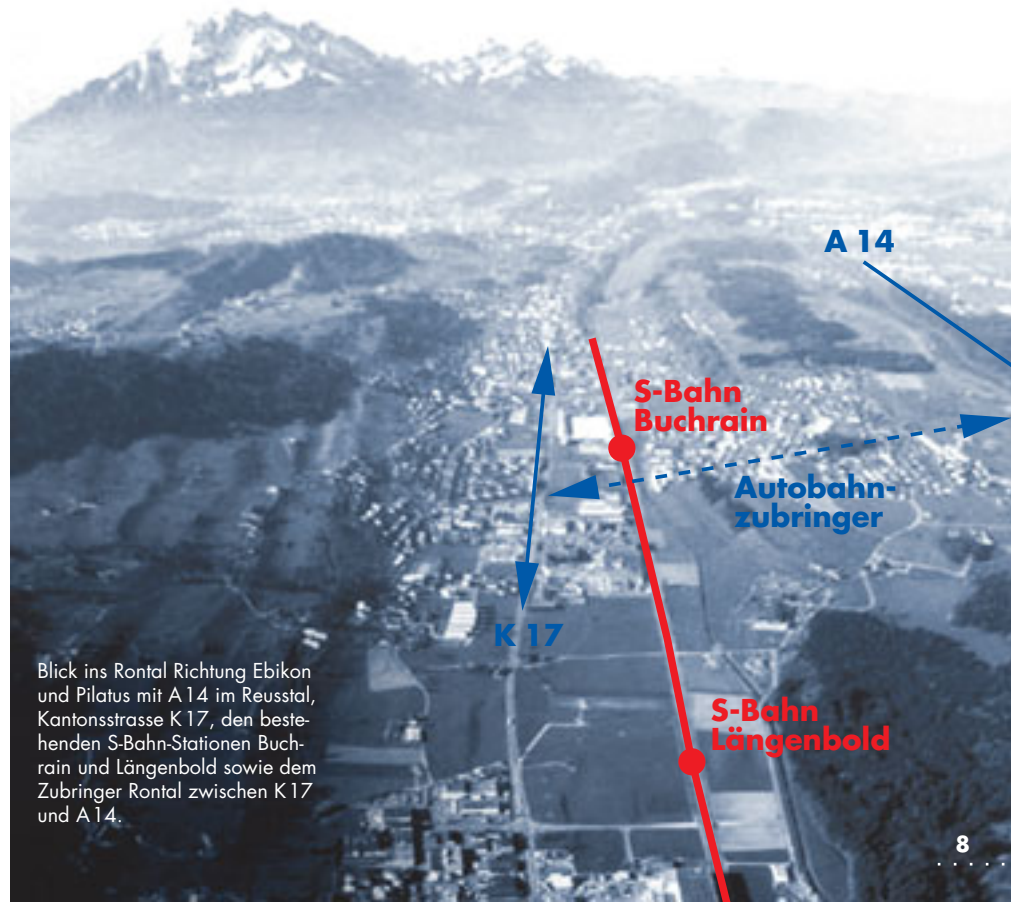 A 14
S-Bahn
Buchrain
Autobahn-
zubringer
K 17
S-Bahn
Längenbold
Blick ins Rontal Richtung Ebikon
und Pilatus mit A 14 im Reusstal,
Kantonsstrasse K 17, den beste-
henden S-Bahn-Stationen Buch-
rain und Längenbold sowie dem
Zubringer Rontal zwischen K 17
und A 14.
8